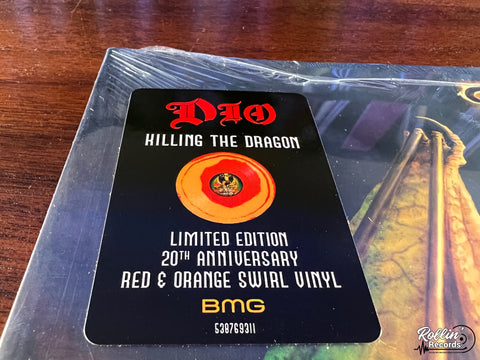 DIO
KILLING THE DRAGON
LIMITED EDITION
20TH ANNIVERSARY
RED & ORANGE SWIRL VINYL
BMG
538769311
Rollin
Records